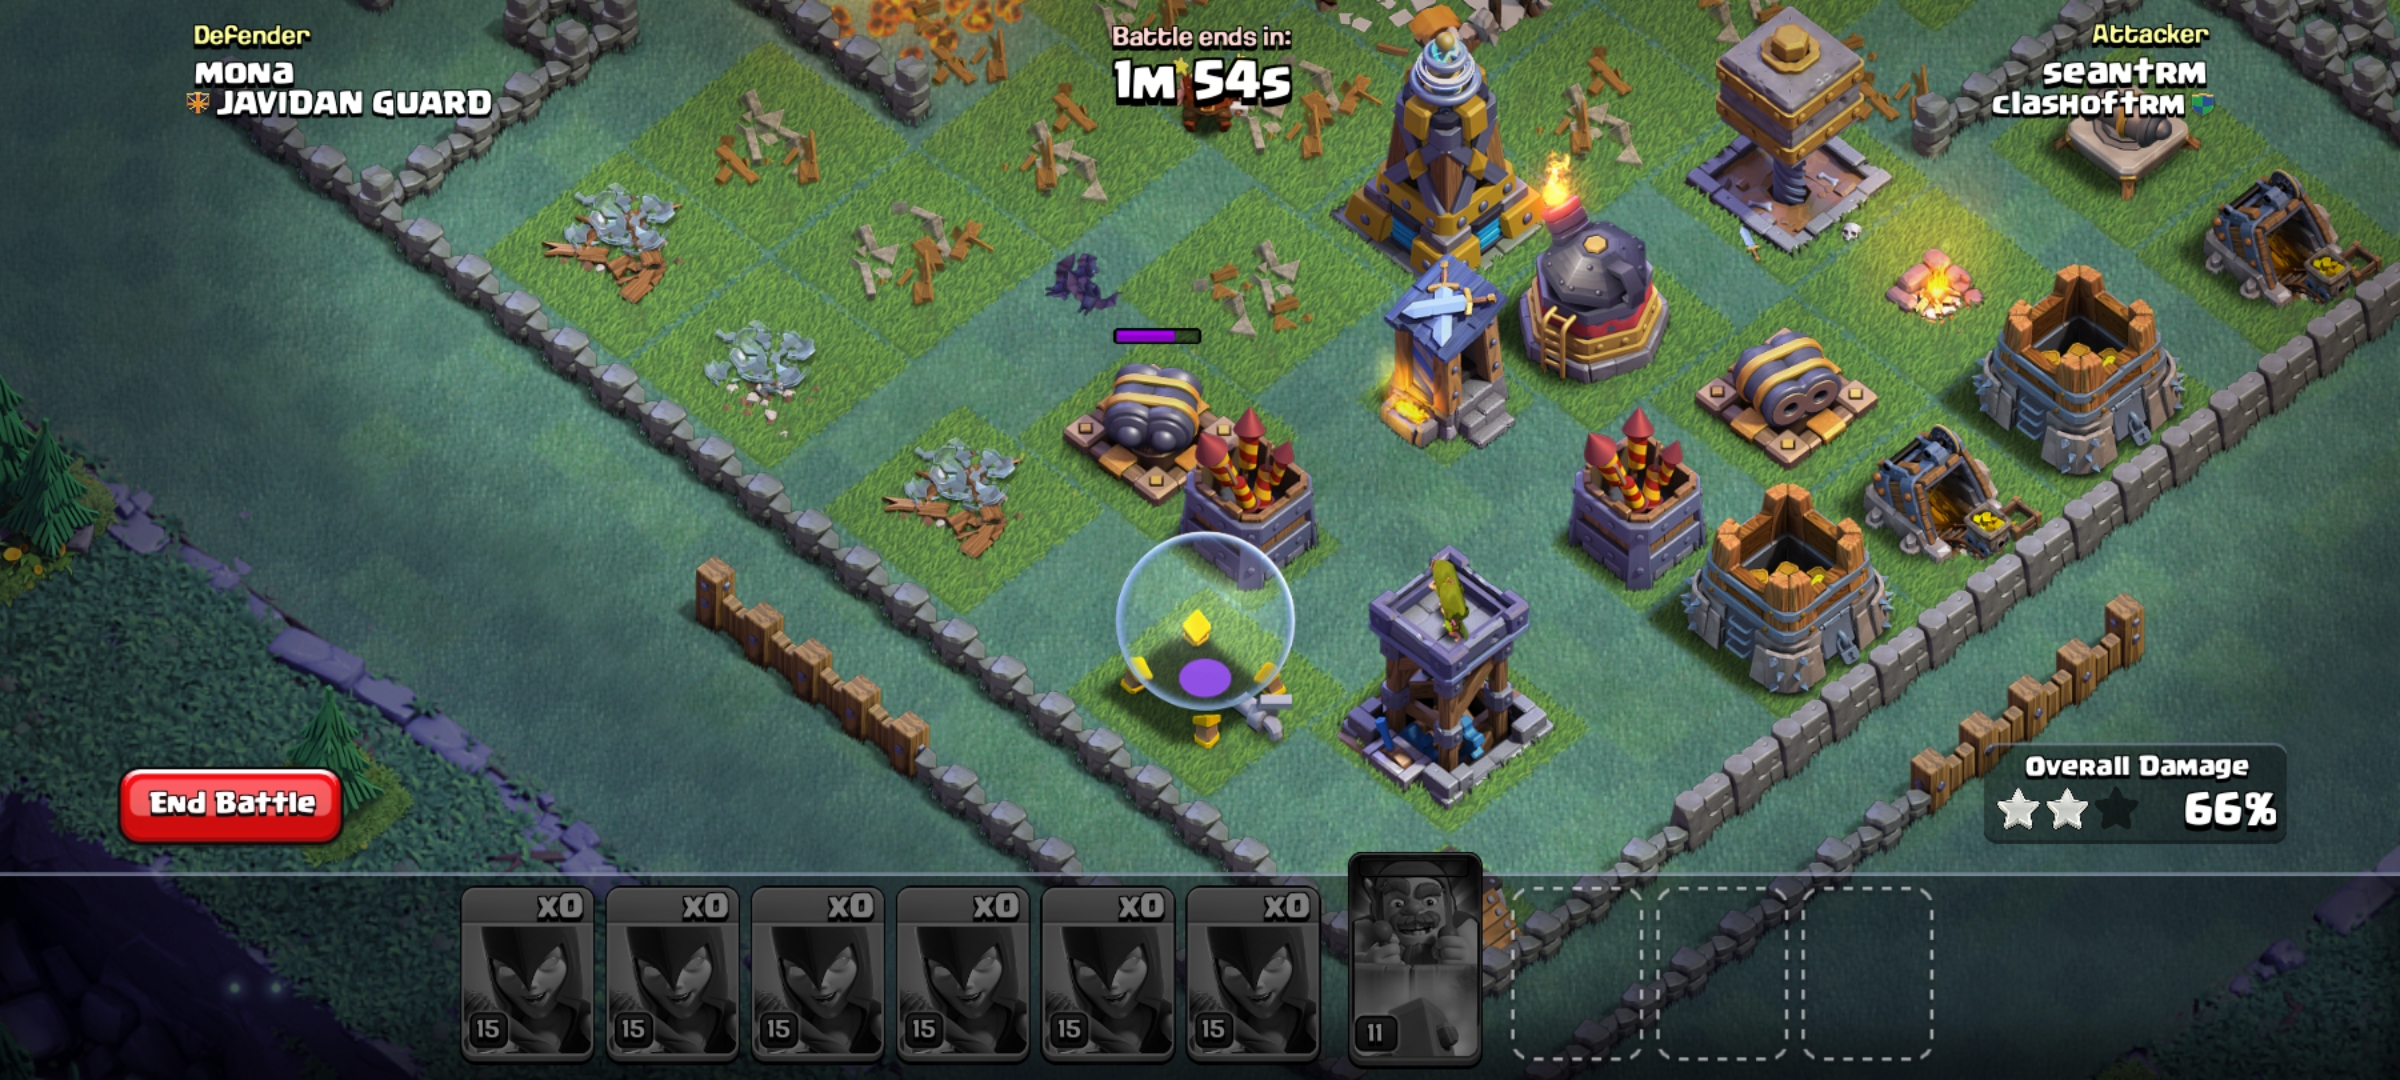 Defender
MONa
JAVIDAN GUARD
Battle ends in:
1M 54s
Attacker
seantRM
clashoftRM
End Battle
Overall Damage
66%
x0 x0 x0 x0 x0 x0
15 15 15 15 15 15 11